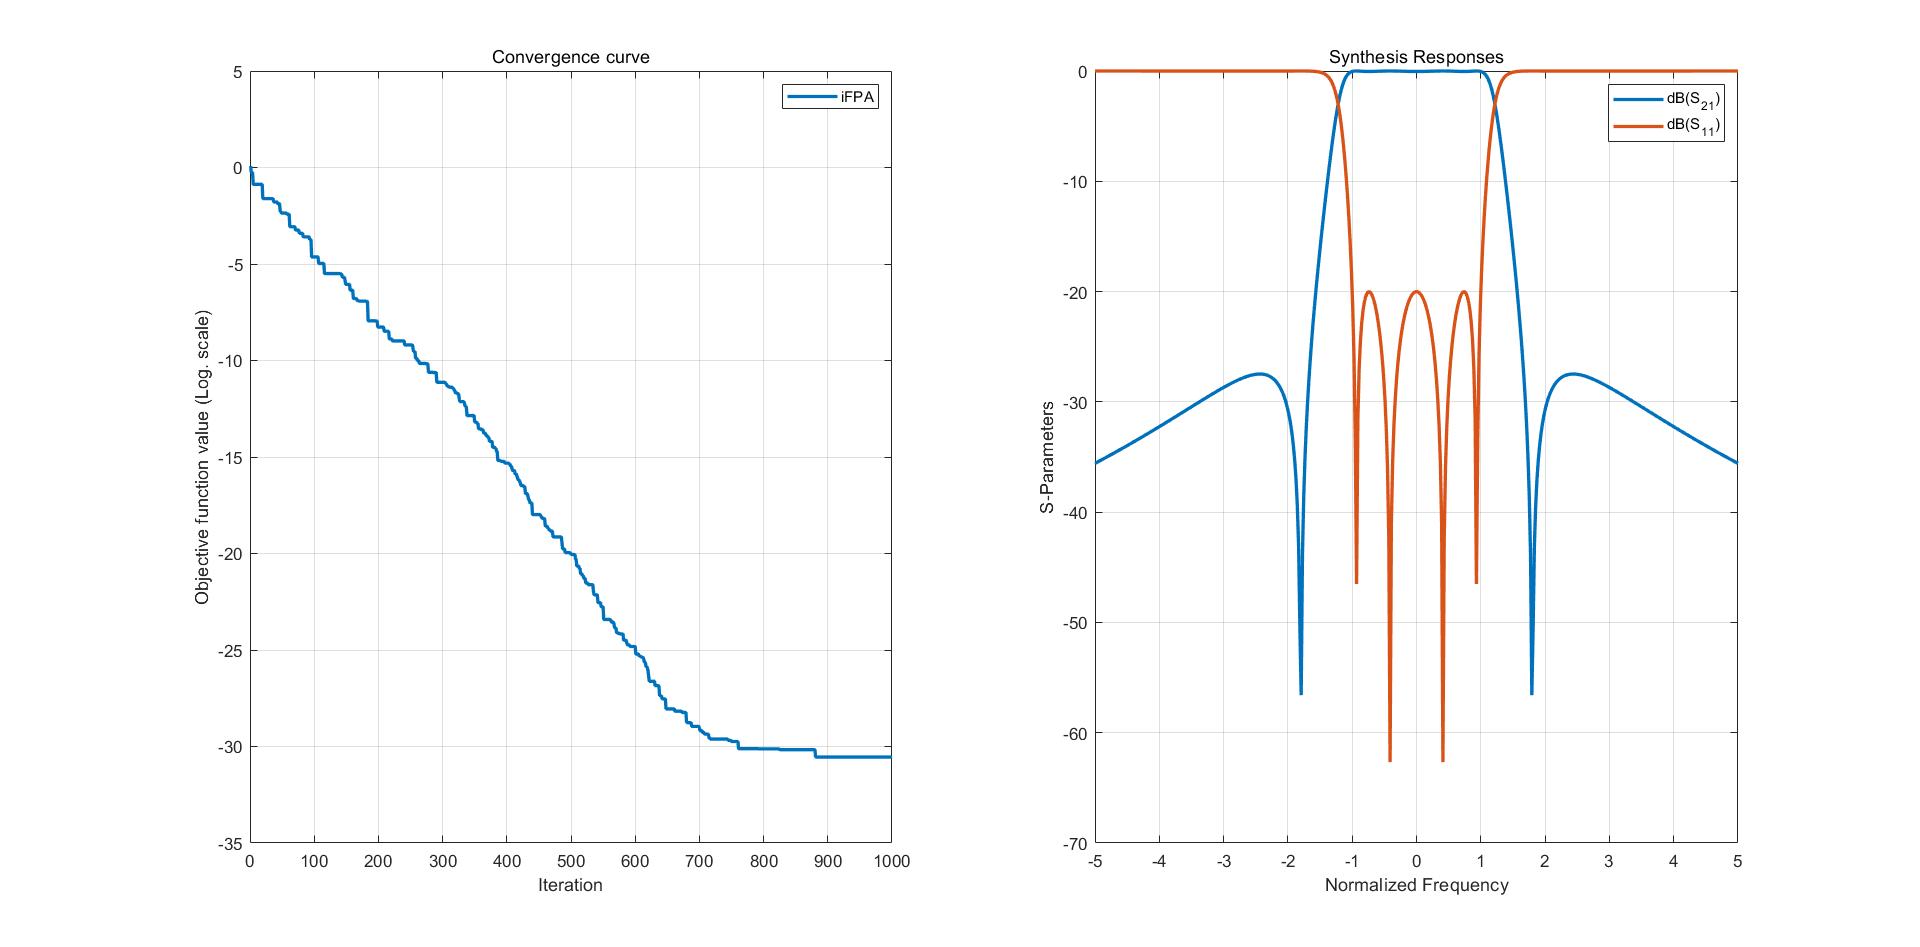 Convergence curve
5
0
-5
-10
-15
-20
-25
-30
-35
Objective function value (Log. scale)
iFPA
0 100 200 300 400 500 600 700 800 900 1000
Iteration
Synthesis Responses
0
-10
-20
-30
-40
-50
-60
-70
S-Parameters
dB(S21)
dB(S11)
-5 -4 -3 -2 -1 0 1 2 3 4 5
Normalized Frequency